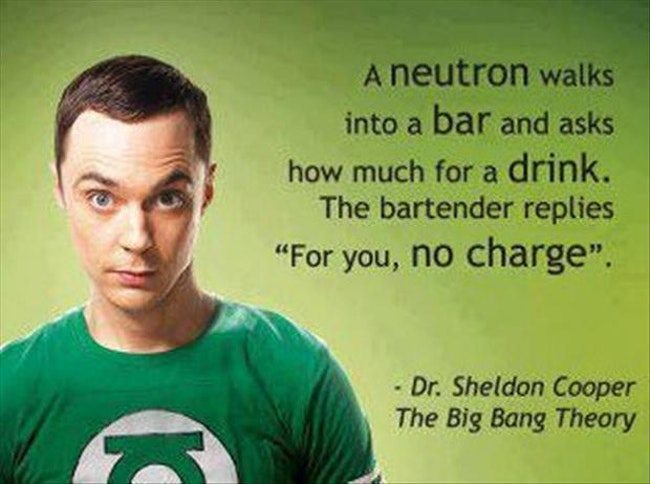 A neutron walks
into a bar and asks
how much for a drink.
The bartender replies
“For you, no charge”.
- Dr. Sheldon Cooper
The Big Bang Theory